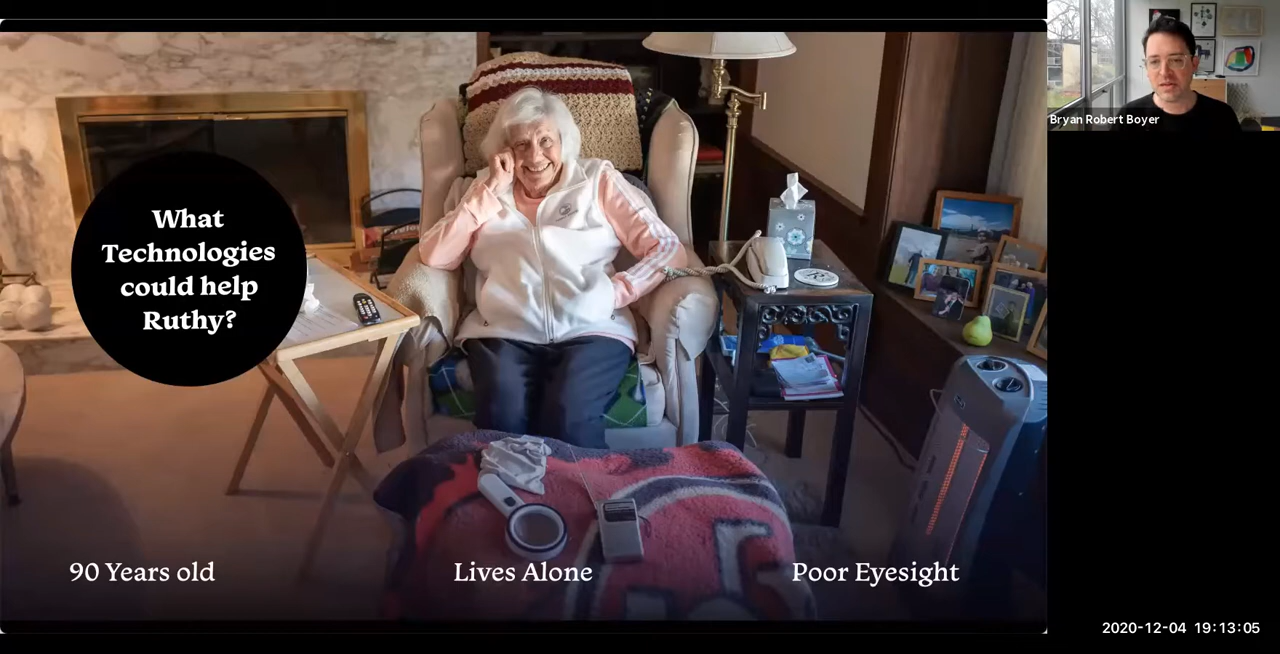 Bryan Robert Boyer
What
Technologies
could help
Ruthy?
90 Years old
Lives Alone
Poor Eyesight
2020-12-04 19:13:05